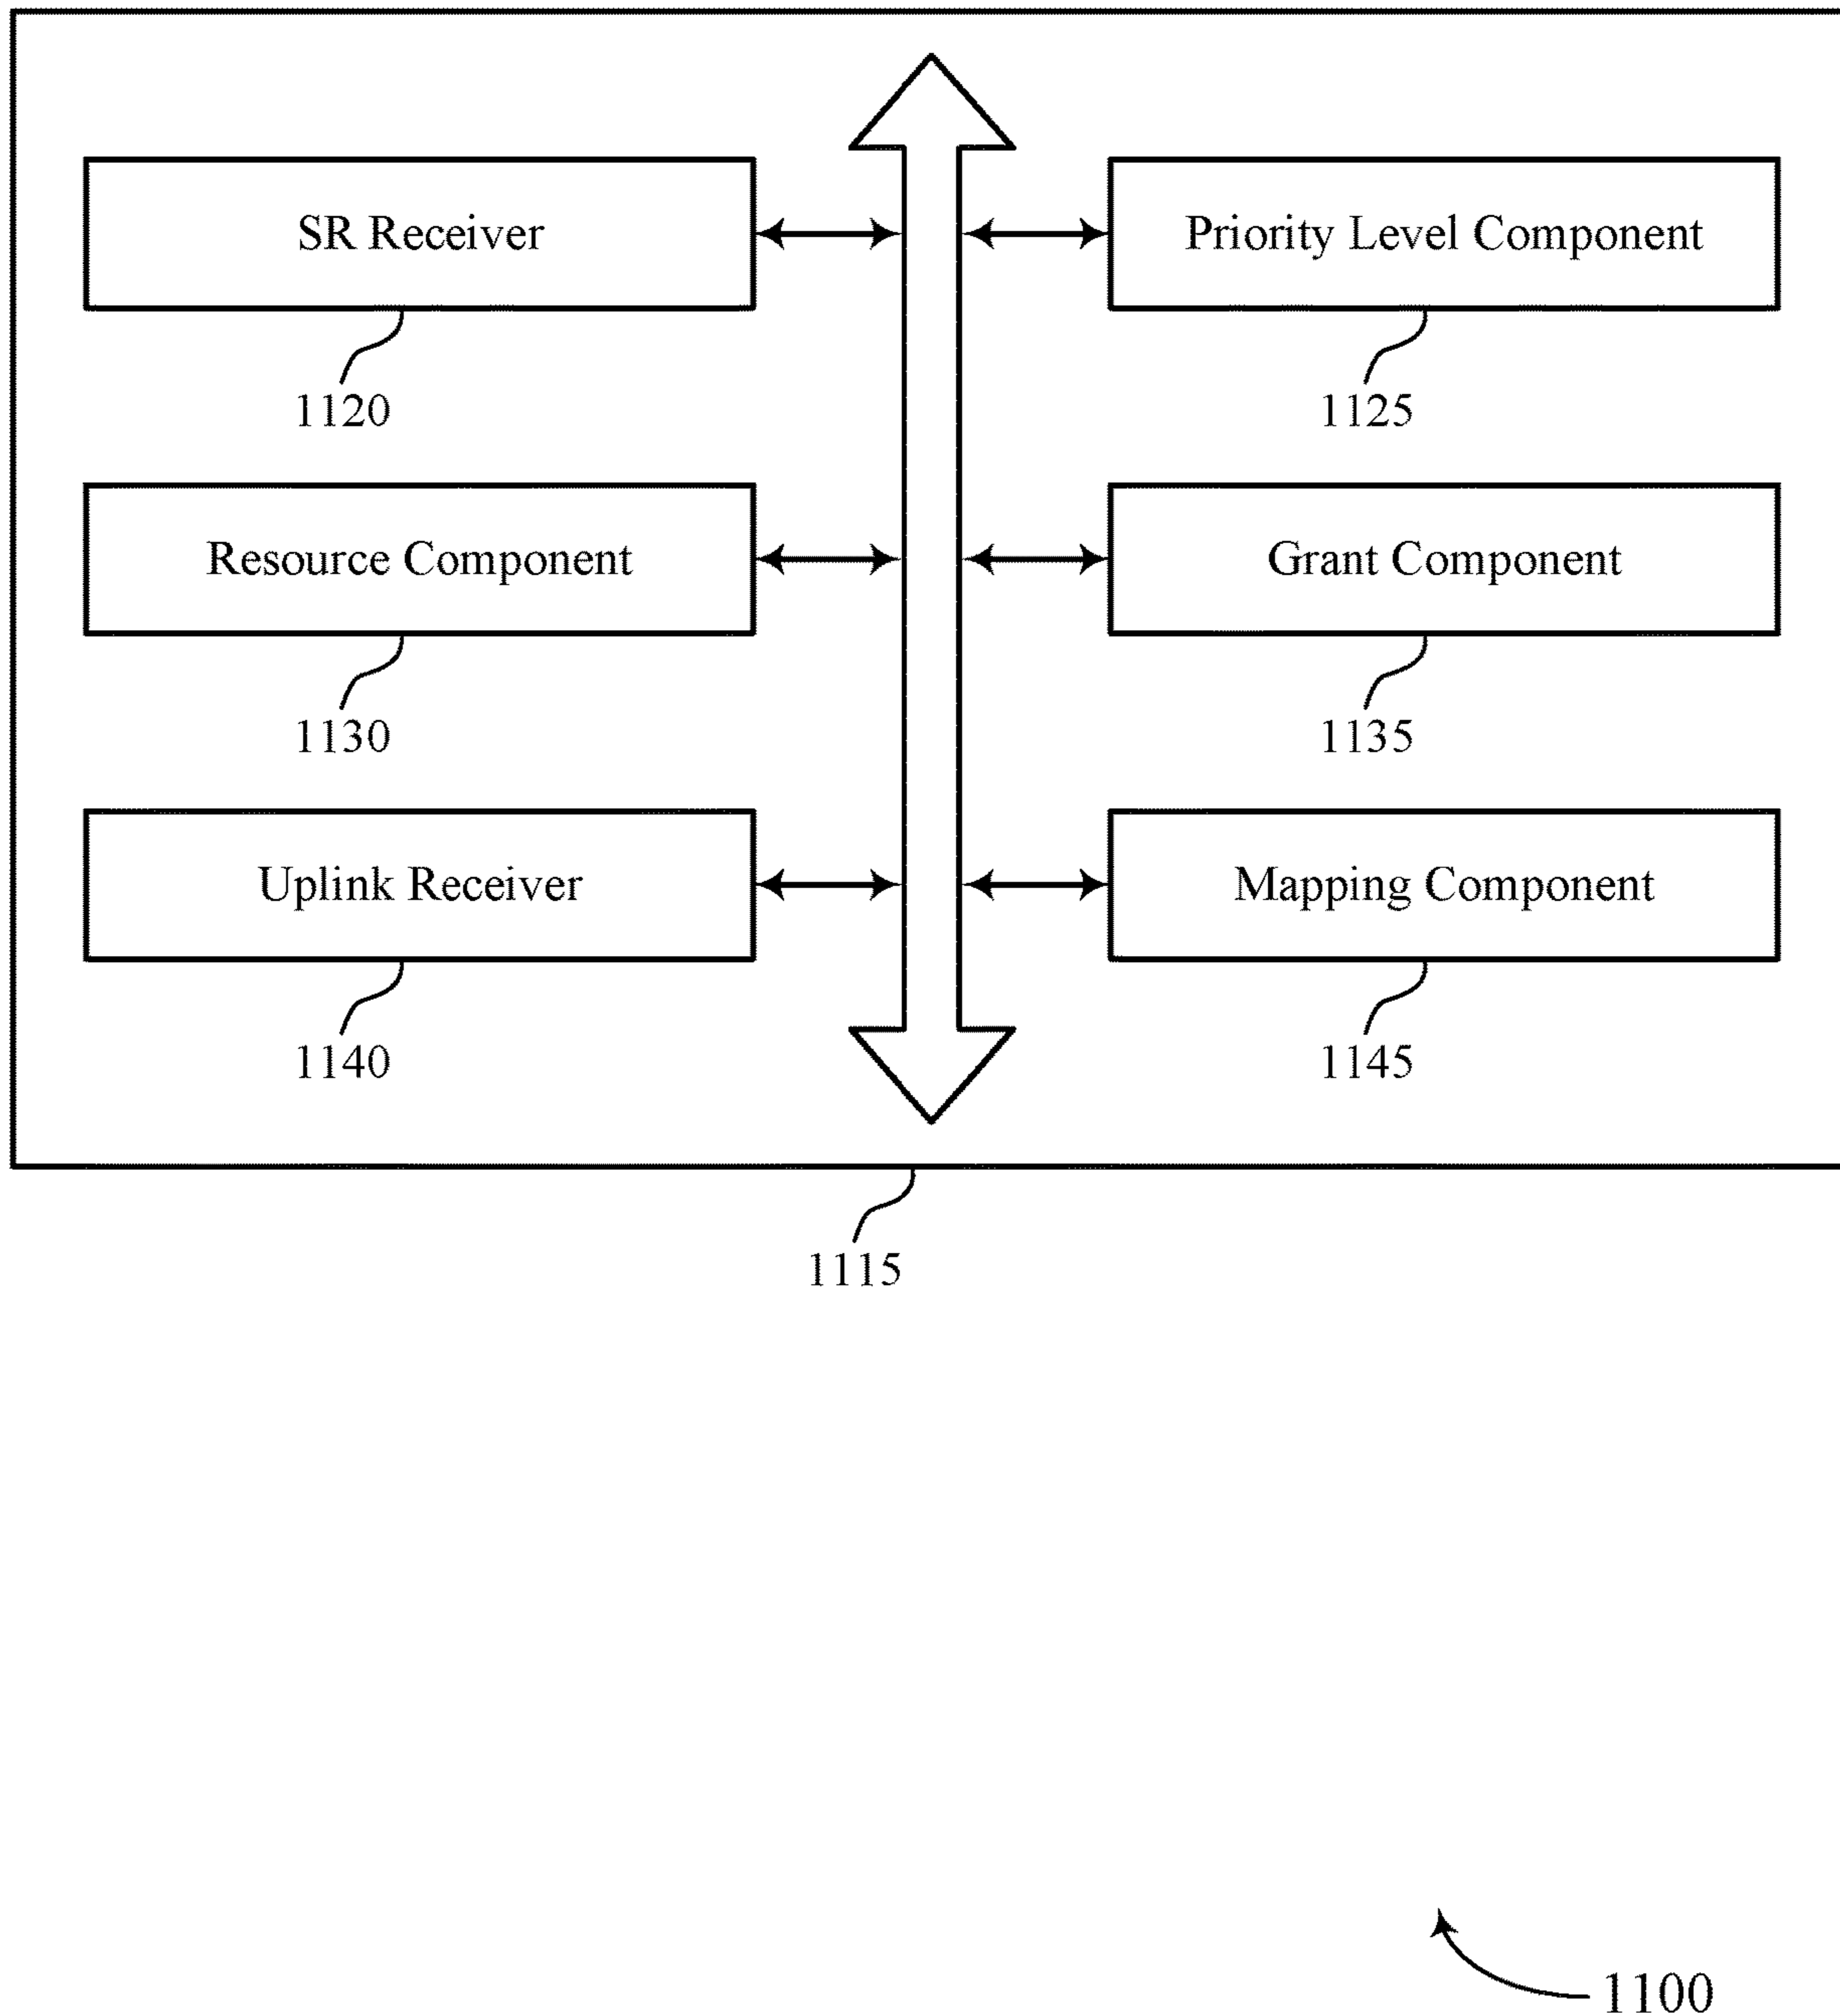 SR Receiver
Priority Level Component
1120
1125
Resource Component
Grant Component
1130
1135
Uplink Receiver
Mapping Component
1140
1145
1115
1100